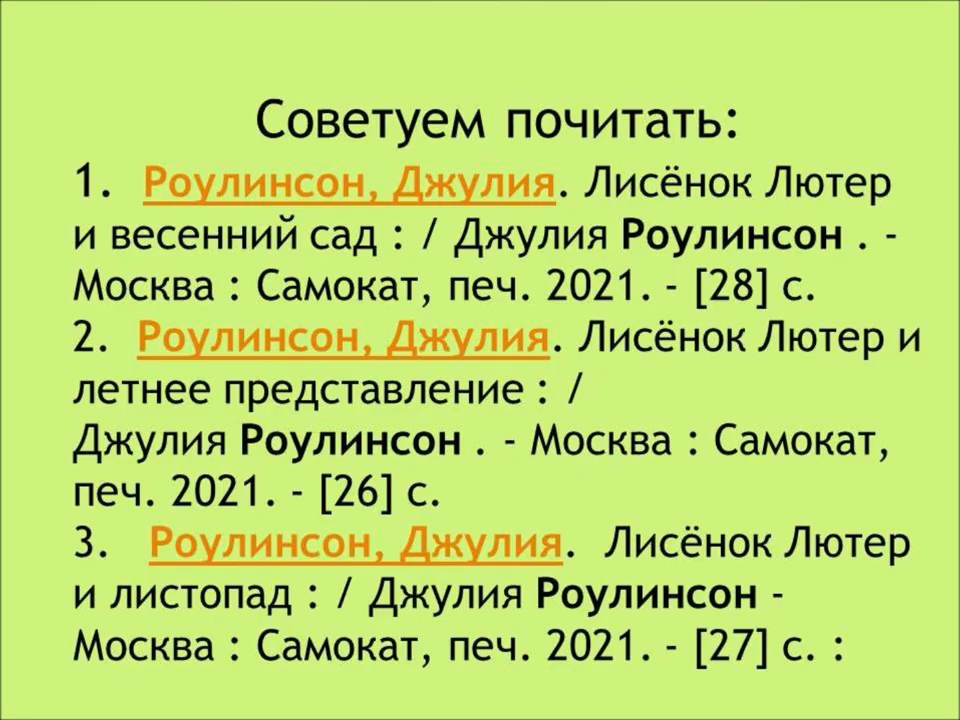 Советуем почитать:
1. Роулинсон, Джулия. Лисёнок Лютер
и весенний сад : / Джулия Роулинсон . -
Москва : Самокат, печ. 2021. - [28] с.
2. Роулинсон, Джулия. Лисёнок Лютер и
летнее представление : /
Джулия Роулинсон . - Москва : Самокат,
печ. 2021. - [26] с.
3. Роулинсон, Джулия. Лисёнок Лютер
и листопад : / Джулия Роулинсон -
Москва : Самокат, печ. 2021. - [27] с. :